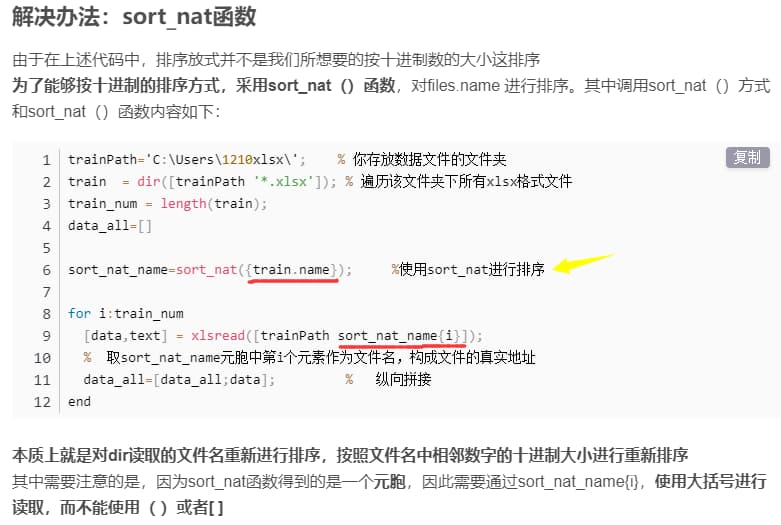 解决办法：sort_nat函数
由于在上述代码中，排序放式并不是我们所想要的按十进制数的大小这排序
为了能够按十进制的排序方式，采用sort_nat（）函数，对files.name 进行排序。其中调用sort_nat（）方式
和sort_nat（）函数内容如下：
复制
1 trainPath='C:\Users\1210xlsx\'; % 你存放数据文件的文件夹
2 train = dir([trainPath '*.xlsx']); % 遍历该文件夹下所有xlsx格式文件
3 train_num = length(train);
4 data_all=[]
5
6 sort_nat_name=sort_nat({train.name}); %使用sort_nat进行排序
7
8 for i:train_num
9 [data,text] = xlsread([trainPath sort_nat_name{i}]);
10 % 取sort_nat_name元胞中第i个元素作为文件名，构成文件的真实地址
11 data_all=[data_all;data]; % 纵向拼接
12 end
本质上就是对dir读取的文件名重新进行排序，按照文件名中相邻数字的十进制大小进行重新排序
其中需要注意的是，因为sort_nat函数得到的是一个元胞，因此需要通过sort_nat_name{i}，使用大括号进行
读取，而不能使用（ ）或者[ ]